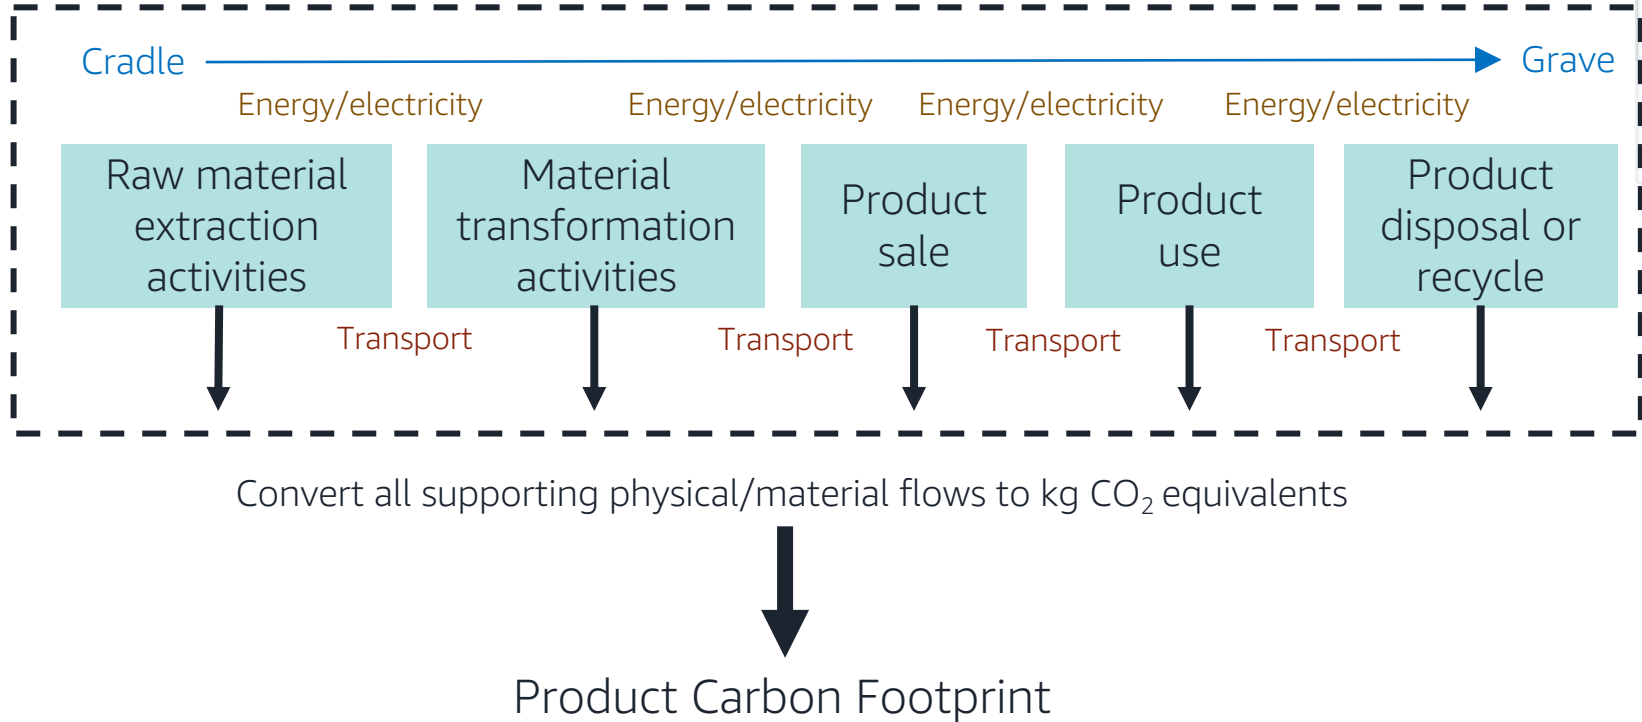 Cradle
Grave
Energy/electricity
Energy/electricity
Energy/electricity
Energy/electricity
Raw material
extraction
activities
Material
transformation
activities
Product
sale
Product
use
Product
disposal or
recycle
Transport
Transport
Transport
Transport
Convert all supporting physical/material flows to kg CO₂ equivalents
Product Carbon Footprint